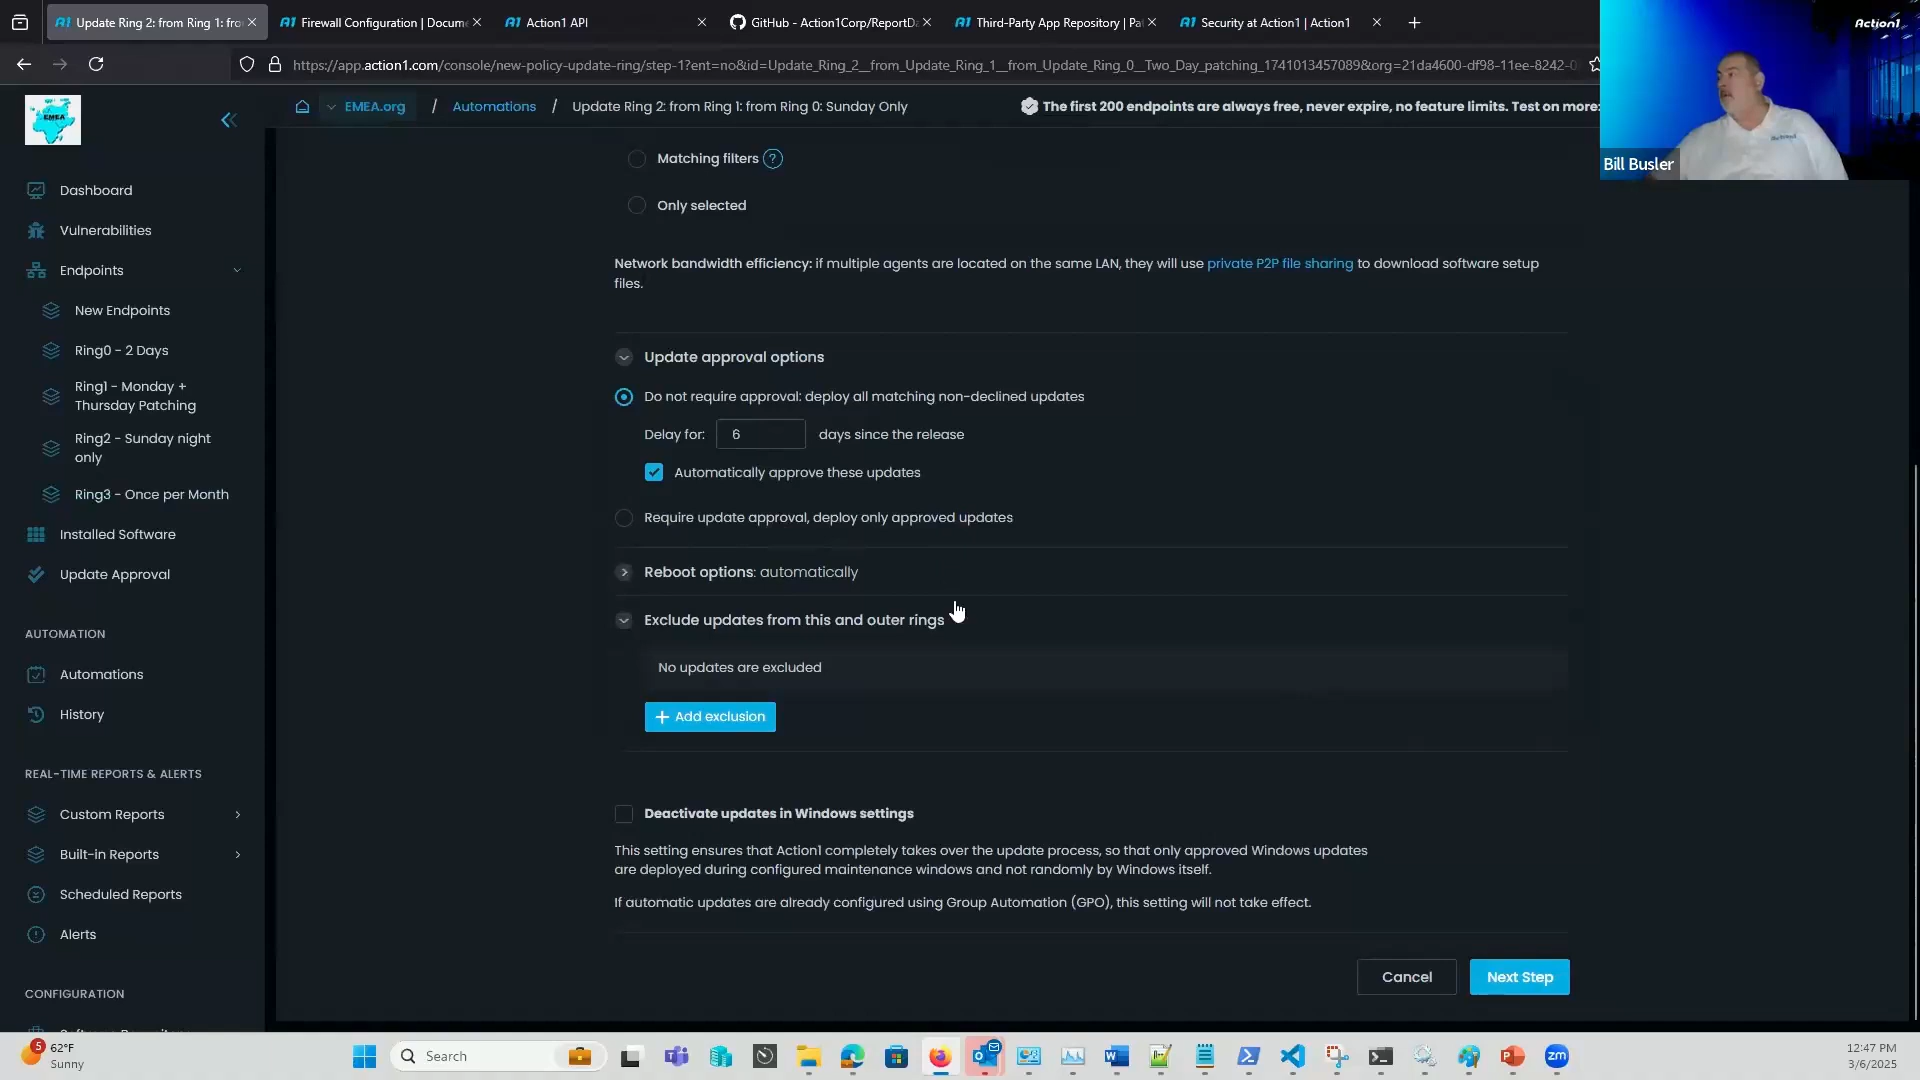 Update Ring 2: from Ring 1: fro
Firewall Configuration | Docume
Action1 API
GitHub - Action1Corp/ReportDa
Third-Party App Repository | Pat
Security at Action1 | Action1
https://app.action1.com/console/new-policy-update-ring/step-1?ent=no&id=Update_Ring_2__from_Update_Ring_1__from_Update_Ring_0__Two_Day_patching_1741013457089&org=21da4600-df98-11ee-8242-0
EMEA
EMEA.org / Automations / Update Ring 2: from Ring 1: from Ring 0: Sunday Only
The first 200 endpoints are always free, never expire, no feature limits. Test on more:
Action1
Bill Busler
Dashboard
Vulnerabilities
Endpoints
New Endpoints
Ring0 - 2 Days
Ring1 - Monday +
Thursday Patching
Ring2 - Sunday night
only
Ring3 - Once per Month
Installed Software
Update Approval
AUTOMATION
Automations
History
REAL-TIME REPORTS & ALERTS
Custom Reports
Built-in Reports
Scheduled Reports
Alerts
CONFIGURATION
Matching filters ?
Only selected
Network bandwidth efficiency: if multiple agents are located on the same LAN, they will use private P2P file sharing to download software setup
files.
Update approval options
Do not require approval: deploy all matching non-declined updates
Delay for: 6 days since the release
Automatically approve these updates
Require update approval, deploy only approved updates
Reboot options: automatically
Exclude updates from this and outer rings
No updates are excluded
+ Add exclusion
Deactivate updates in Windows settings
This setting ensures that Action1 completely takes over the update process, so that only approved Windows updates
are deployed during configured maintenance windows and not randomly by Windows itself.
If automatic updates are already configured using Group Automation (GPO), this setting will not take effect.
Cancel
Next Step
5
62°F
Sunny
Search
zm
12:47 PM
3/6/2025